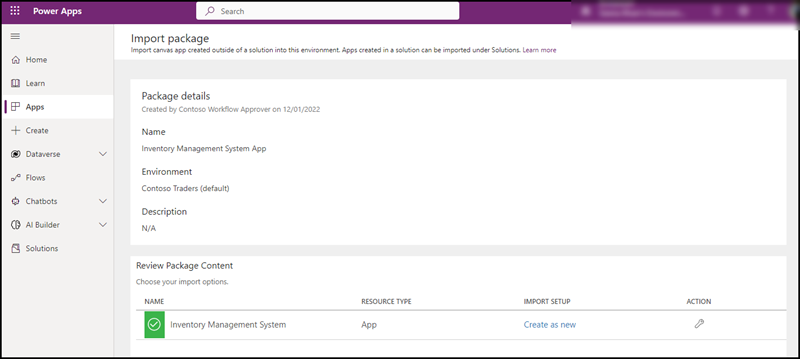 Power Apps
Search
Import package
Import canvas app created outside of a solution into this environment. Apps created in a solution can be imported under Solutions. Learn more
Home
Learn
Apps
Create
Dataverse
Flows
Chatbots
AI Builder
Solutions
Package details
Created by Contoso Workflow Approver on 12/01/2022
Name
Inventory Management System App
Environment
Contoso Traders (default)
Description
N/A
Review Package Content
Choose your import options.
NAME RESOURCE TYPE IMPORT SETUP ACTION
Inventory Management System App Create as new